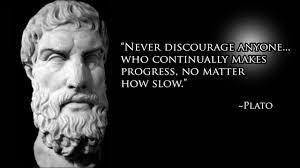 “Never discourage anyone...
who continually makes
progress, no matter
how slow.”
~Plato